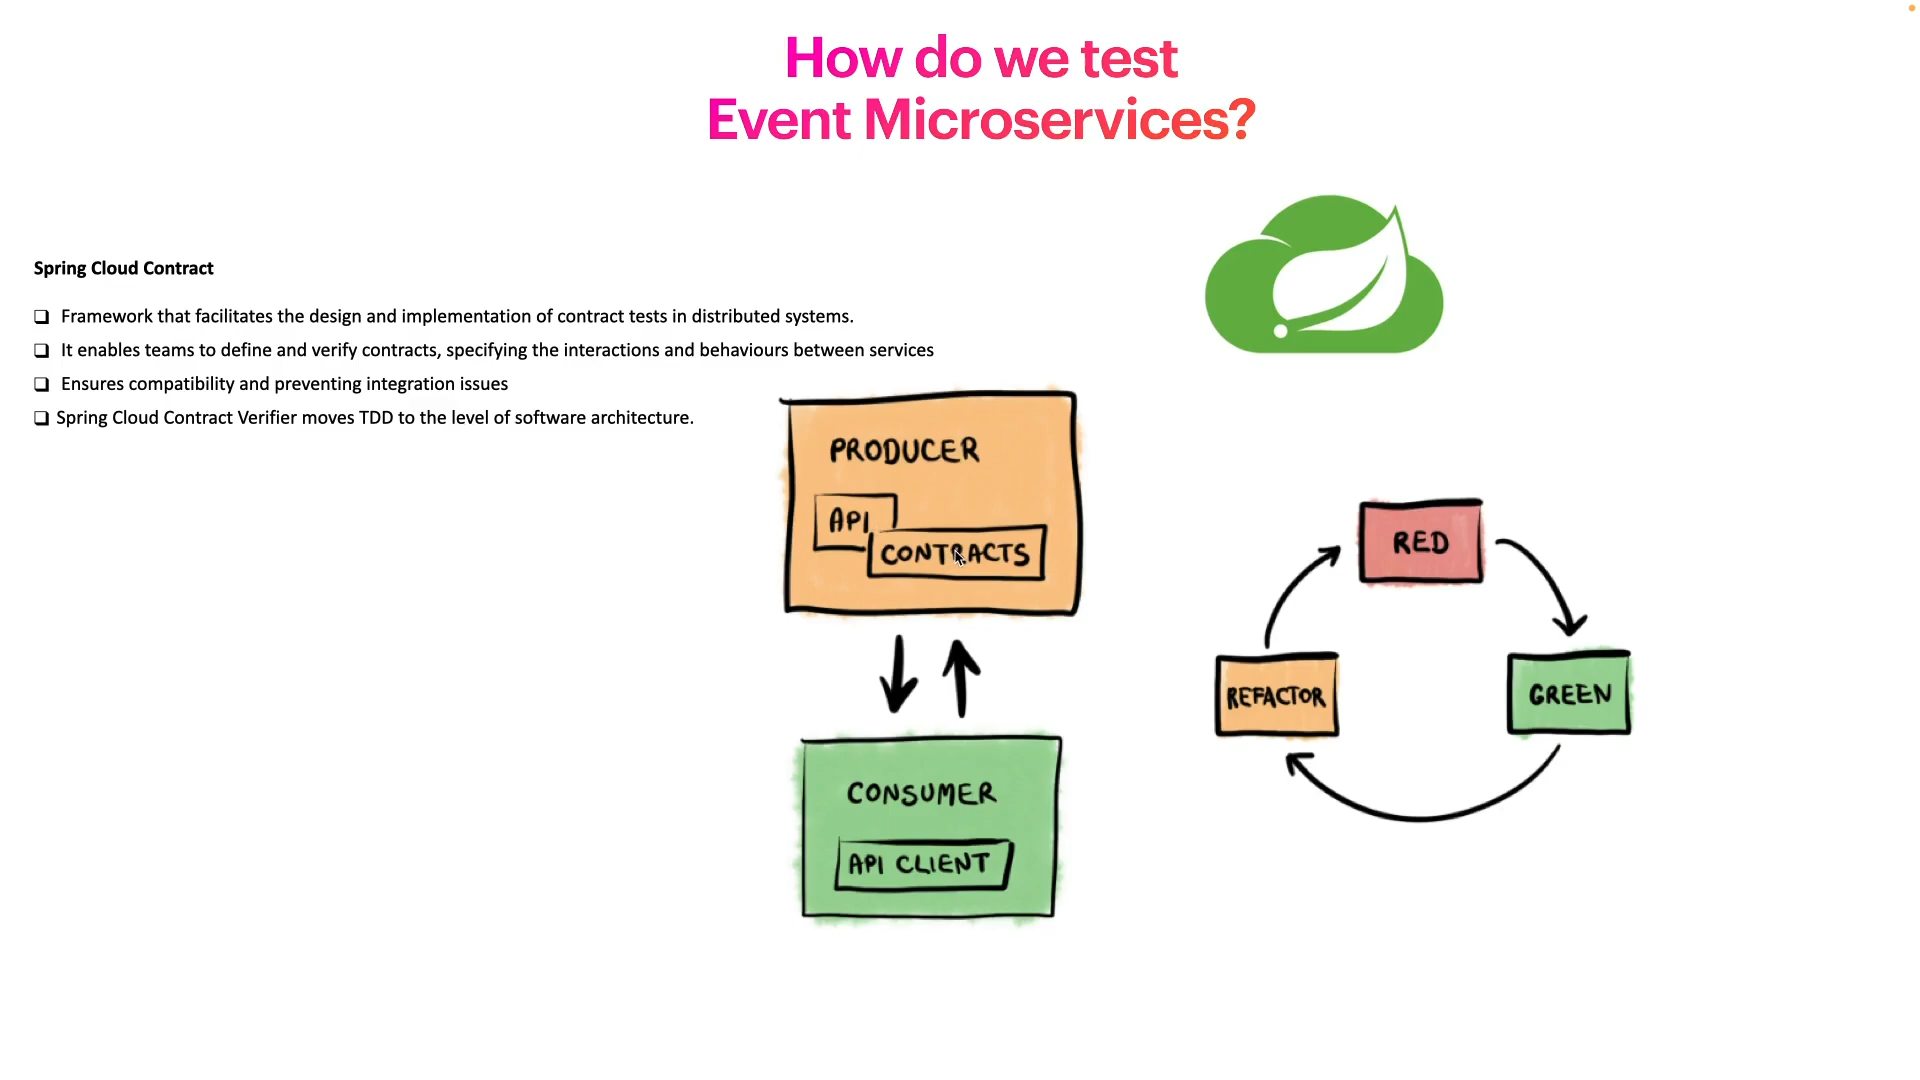 How do we test
Event Microservices?
Spring Cloud Contract
❑ Framework that facilitates the design and implementation of contract tests in distributed systems.
❑ It enables teams to define and verify contracts, specifying the interactions and behaviours between services
❑ Ensures compatibility and preventing integration issues
❑ Spring Cloud Contract Verifier moves TDD to the level of software architecture.
PRODUCER
API
CONTRACTS
CONSUMER
API CLIENT
RED
GREEN
REFACTOR